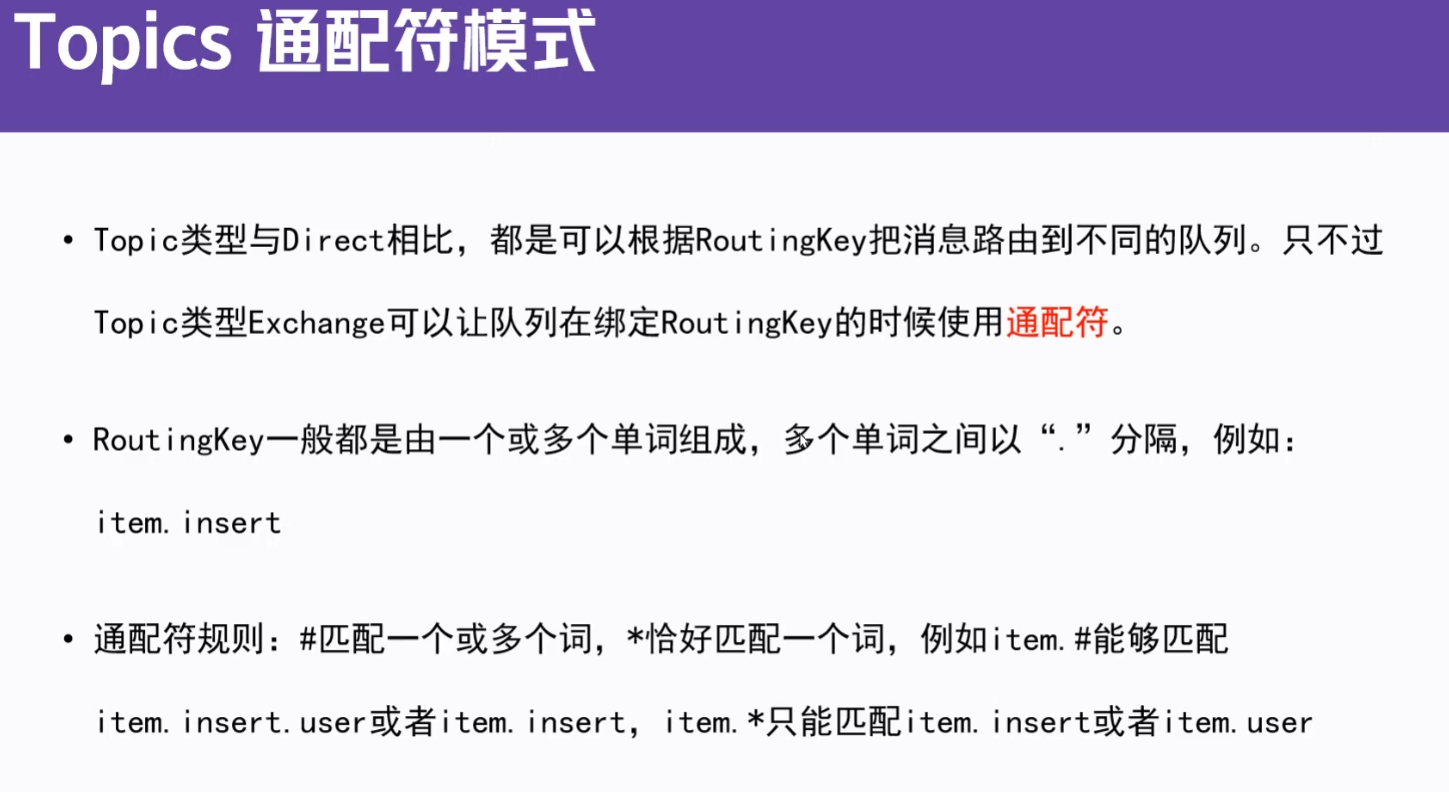 Topics 通配符模式
• Topic类型与Direct相比，都是可以根据RoutingKey把消息路由到不同的队列。只不过
Topic类型Exchange可以让队列在绑定RoutingKey的时候使用通配符。
• RoutingKey一般都是由一个或多个单词组成，多个单词之间以“.”分隔，例如：
item.insert
• 通配符规则：#匹配一个或多个词，*恰好匹配一个词，例如item.#能够匹配
item.insert.user或者item.insert，item.*只能匹配item.insert或者item.user